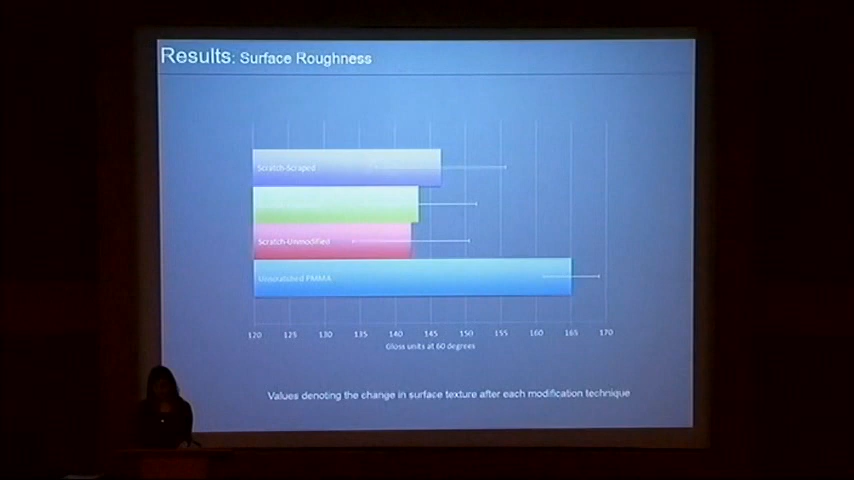 Results: Surface Roughness
Scratch-Scraped
Scratch-Unmodified
Unscratched PMMA
120 125 130 135 140 145 150 155 160 165 170
Gloss units at 60 degrees
Values denoting the change in surface texture after each modification technique